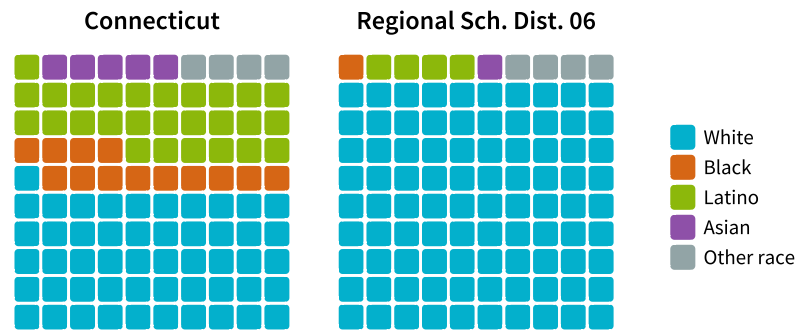 Connecticut
Regional Sch. Dist. 06
White
Black
Latino
Asian
Other race